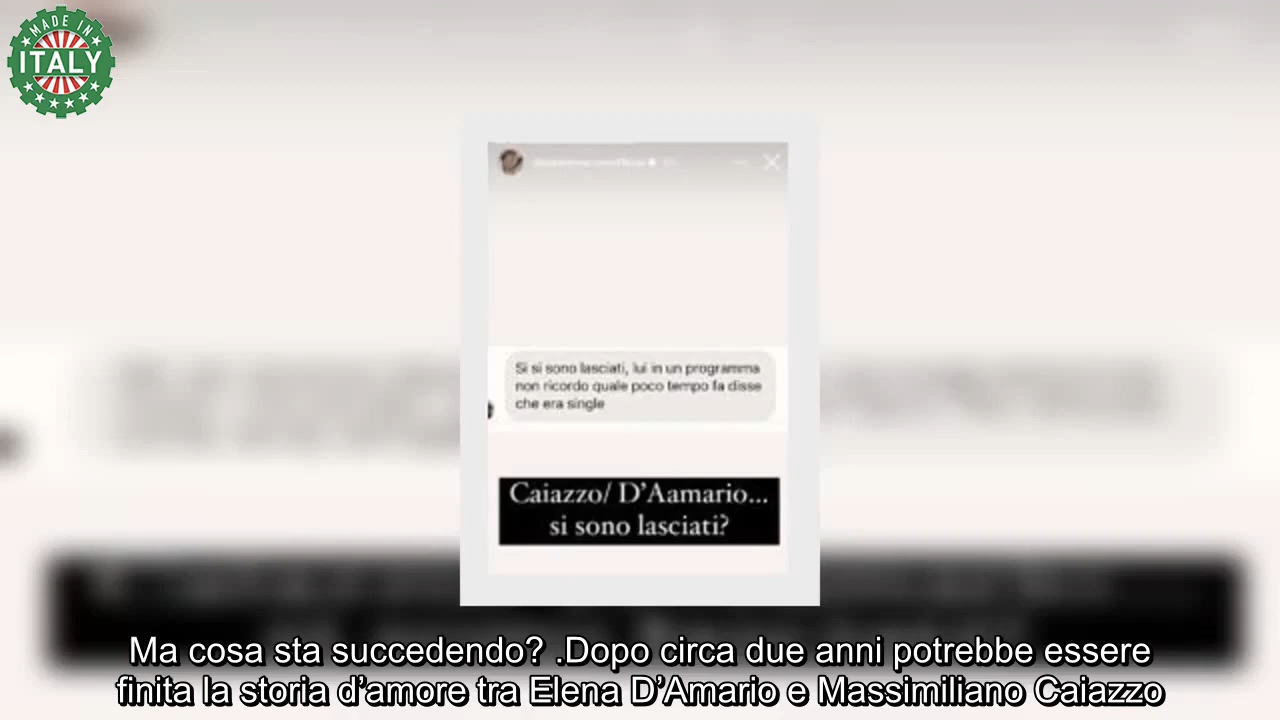 MADE IN
ITALY
Si si sono lasciati, lui in un programma
non ricordo quale poco tempo fa disse
che era single
Caiazzo/ D’Aamario...
si sono lasciati?
Ma cosa sta succedendo? .Dopo circa due anni potrebbe essere
finita la storia d’amore tra Elena D’Amario e Massimiliano Caiazzo